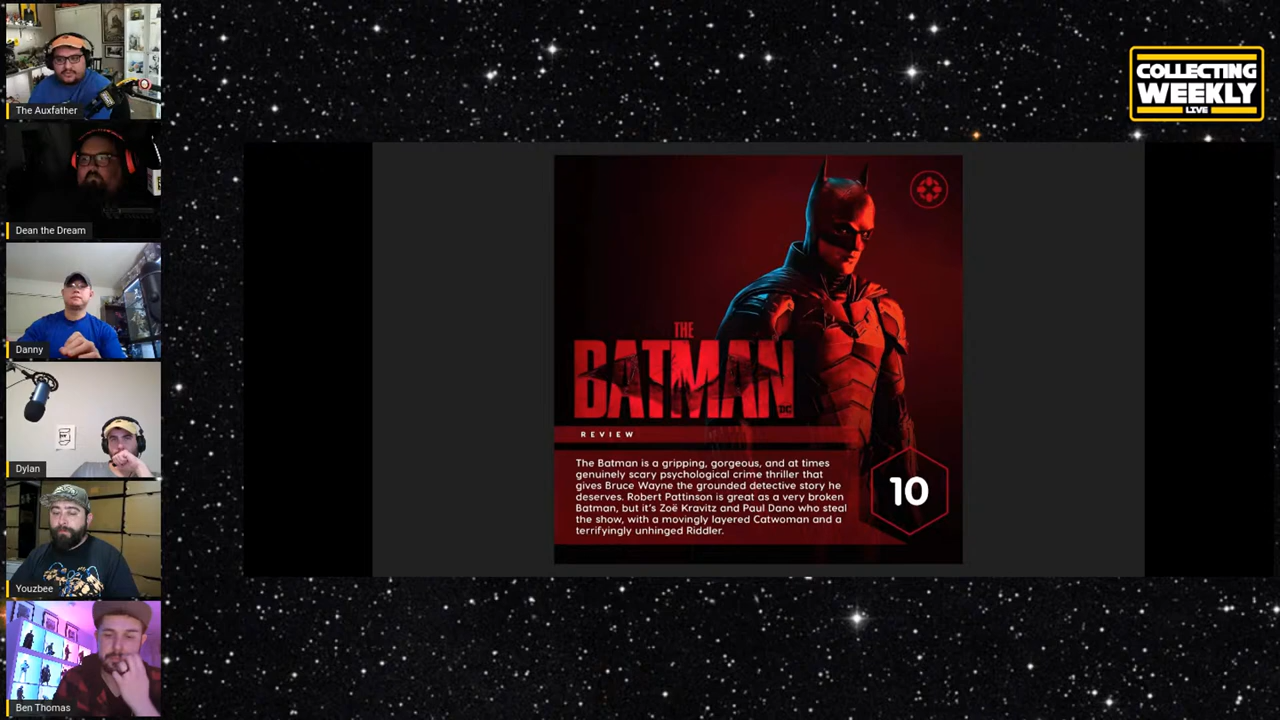 The Auxfather
Dean the Dream
Danny
Dylan
Youzbee
Ben Thomas
COLLECTING
WEEKLY
LIVE
THE
BATMAN
DC
REVIEW
The Batman is a gripping, gorgeous, and at times
genuinely scary psychological crime thriller that
gives Bruce Wayne the grounded detective story he
deserves. Robert Pattinson is great as a very broken
Batman, but it's Zoë Kravitz and Paul Dano who steal
the show, with a movingly layered Catwoman and a
terrifyingly unhinged Riddler.
10